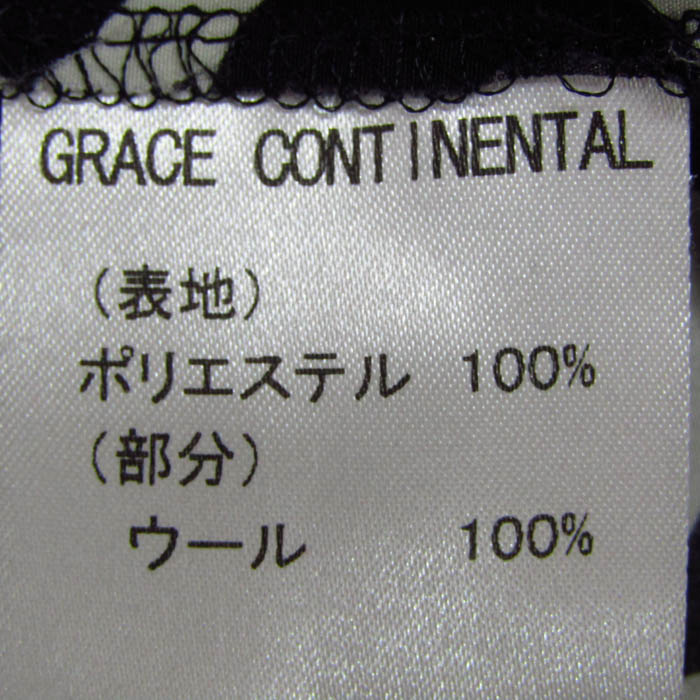 GRACE CONTINENTAL
(表地)
ポリエステル 100%
(部分)
ウール 100%